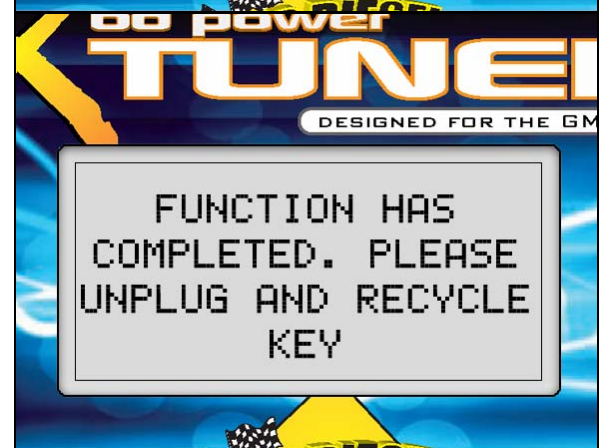 power
TUNE
DESIGNED FOR THE GM
FUNCTION HAS
COMPLETED. PLEASE
UNPLUG AND RECYCLE
KEY